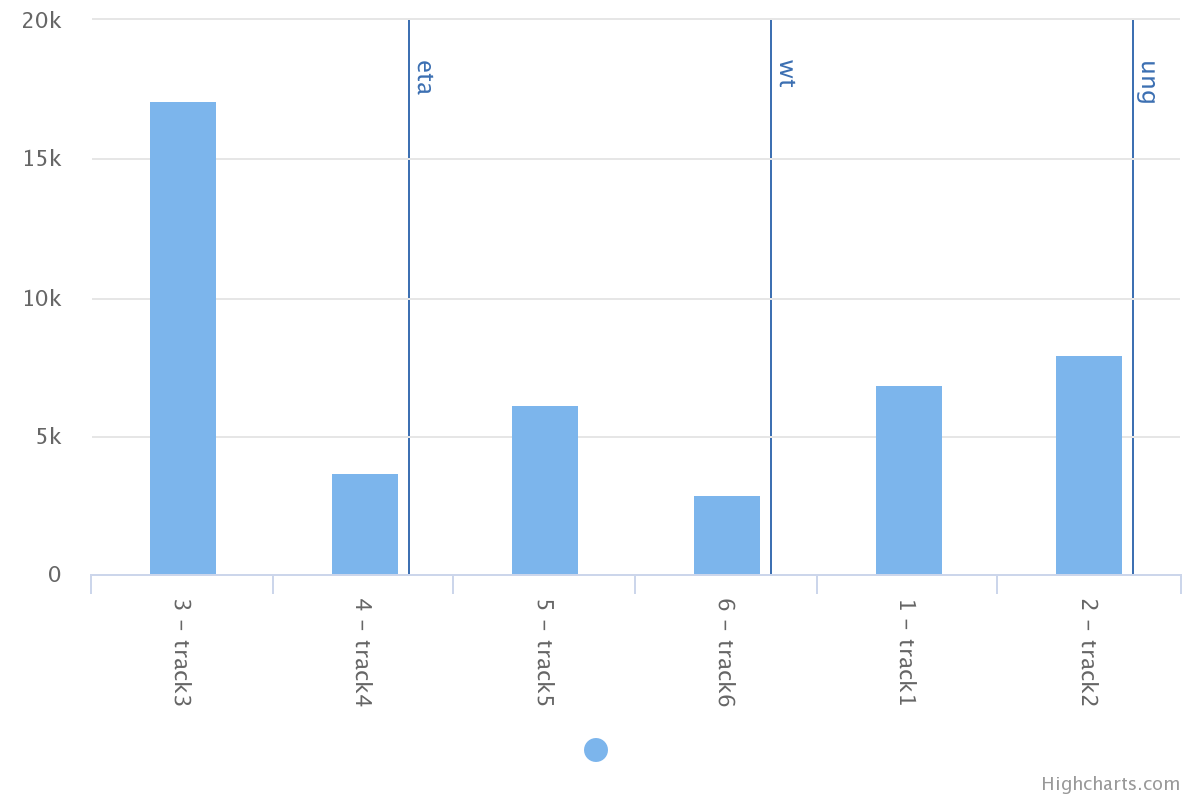 20k
15k
10k
5k
0
eta
wt
ung
3 – track3
4 – track4
5 – track5
6 – track6
1 – track1
2 – track2
Highcharts.com